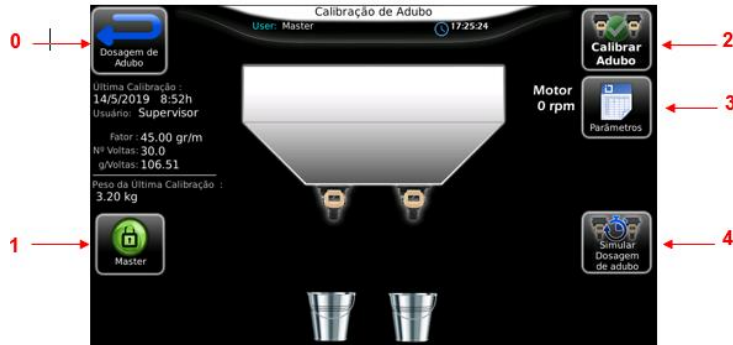 Calibração de Adubo
User: Master
17:25:24
0
Dosagem de
Adubo
2
Calibrar
Adubo
Última Calibração :
14/5/2019 8:52h
Usuário: Supervisor
Motor
0 rpm
3
Parâmetros
Fator : 45.00 gr/m
Nº Voltas: 30.0
g/Voltas: 106.51
Peso da Última Calibração :
3.20 kg
1
Master
4
Simular
Dosagem
de adubo